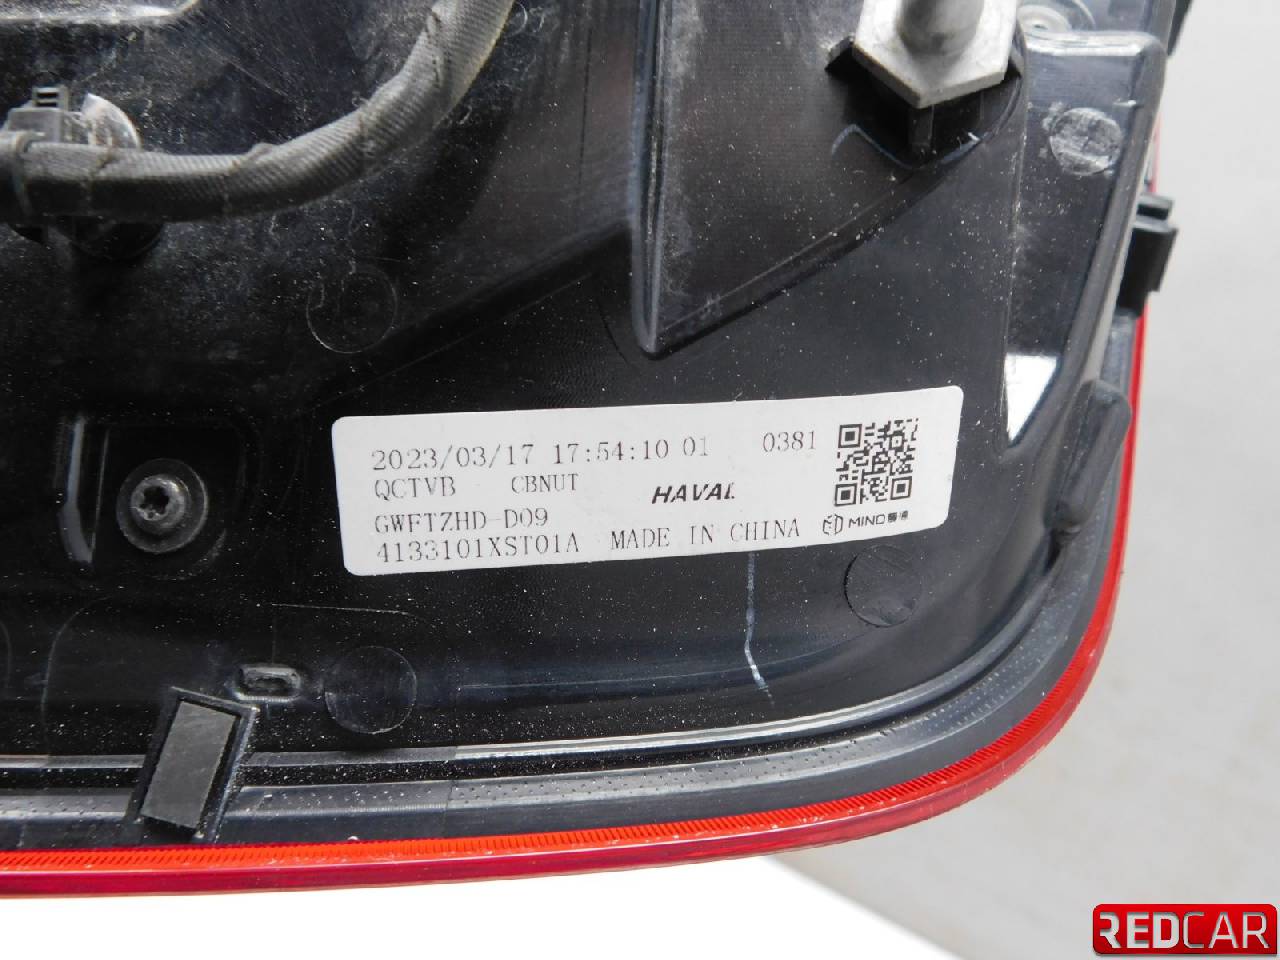 2023/03/17 17:54:10 01 0381
QCTVB CBNUT HAVAL
GWFTZHD-D09
4133101XST01A MADE IN CHINA MIND
REDCAR